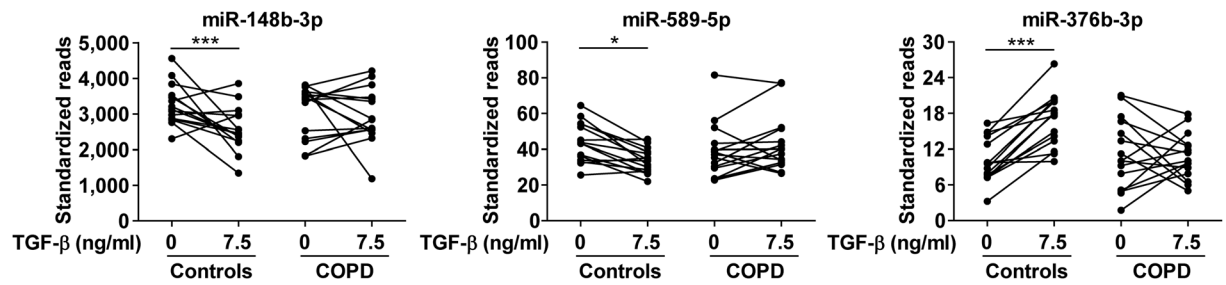 miR-148b-3p
***
Standardized reads
5,000
4,000
3,000
2,000
1,000
0
TGF-β (ng/ml) 0 7.5 0 7.5
Controls COPD
miR-589-5p
*
Standardized reads
100
80
60
40
20
0
TGF-β (ng/ml) 0 7.5 0 7.5
Controls COPD
miR-376b-3p
***
Standardized reads
30
24
18
12
6
0
TGF-β (ng/ml) 0 7.5 0 7.5
Controls COPD